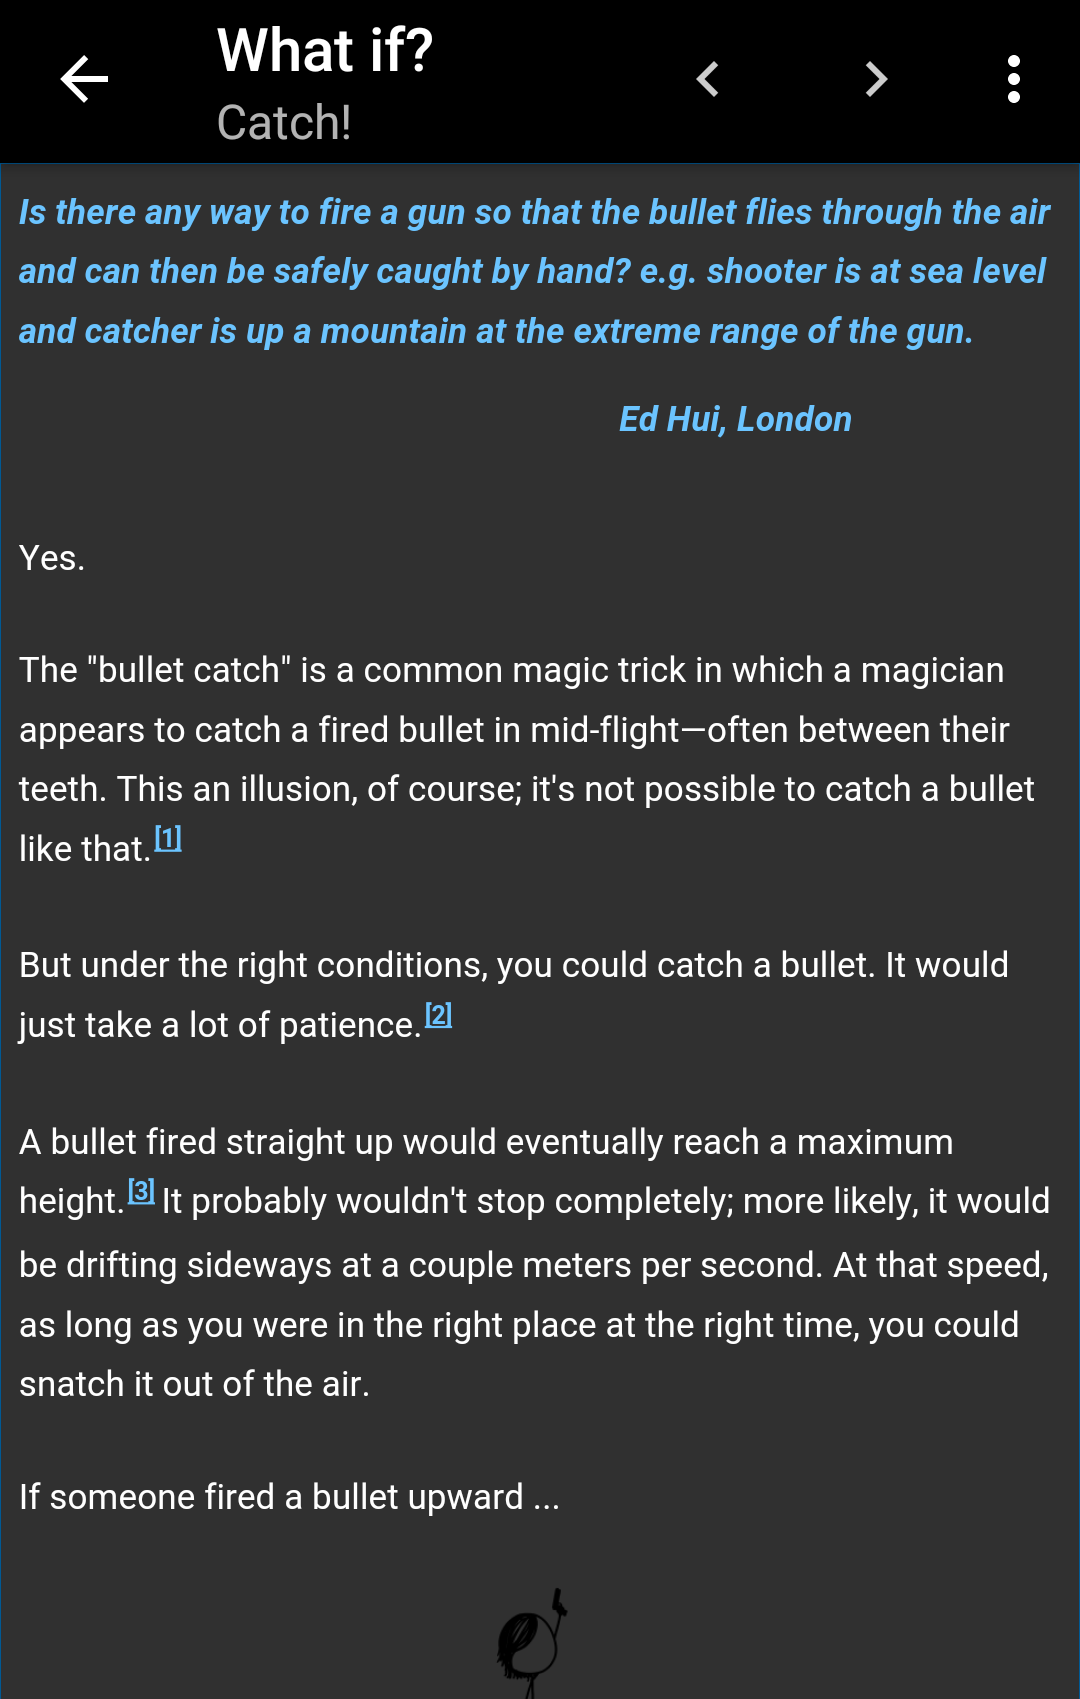 What if?
Catch!
Is there any way to fire a gun so that the bullet flies through the air
and can then be safely caught by hand? e.g. shooter is at sea level
and catcher is up a mountain at the extreme range of the gun.
Ed Hui, London
Yes.
The "bullet catch" is a common magic trick in which a magician
appears to catch a fired bullet in mid-flight—often between their
teeth. This an illusion, of course; it's not possible to catch a bullet
like that.[1]
But under the right conditions, you could catch a bullet. It would
just take a lot of patience.[2]
A bullet fired straight up would eventually reach a maximum
height.[3] It probably wouldn't stop completely; more likely, it would
be drifting sideways at a couple meters per second. At that speed,
as long as you were in the right place at the right time, you could
snatch it out of the air.
If someone fired a bullet upward ...